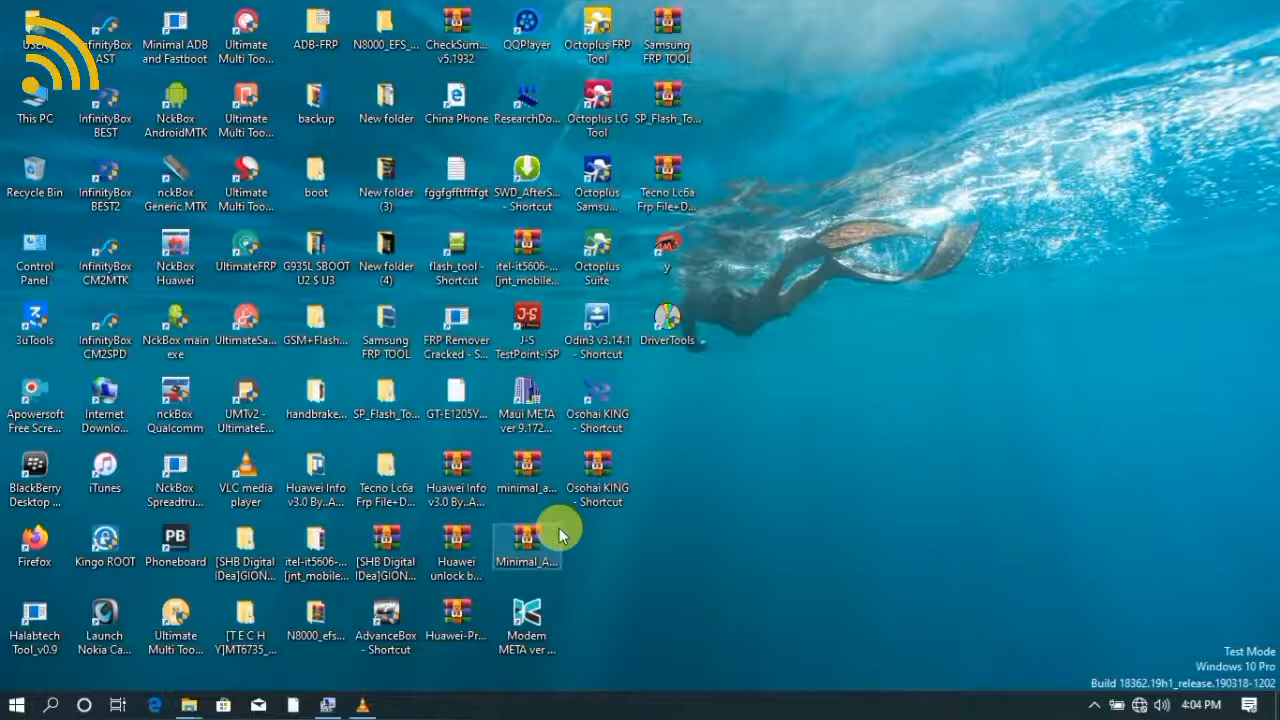 USER
InfinityBox
AST
Minimal ADB
and Fastboot
Ultimate
Multi Too...
ADB-FRP
N8000_EFS_...
CheckSum...
v5.1932
QQPlayer
Octoplus FRP
Tool
Samsung
FRP TOOL
This PC
InfinityBox
BEST
NckBox
AndroidMTK
Ultimate
Multi Too...
backup
New folder
China Phone
ResearchDo...
Octoplus LG
Tool
SP_Flash_To...
Recycle Bin
InfinityBox
BEST2
nckBox
Generic MTK
Ultimate
Multi Too...
boot
New folder
(3)
fggfgfftfftfgt
SWD_AfterS...
- Shortcut
Octoplus
Samsu...
Tecno Lc6a
Frp File+D...
Control
Panel
InfinityBox
CM2MTK
NckBox
Huawei
UltimateFRP
G935L SBOOT
U2 S U3
New folder
(4)
flash_tool -
Shortcut
itel-it5606-...
[jnt_mobile...
Octoplus
Suite
y
3uTools
InfinityBox
CM2SPD
NckBox main
exe
UltimateSa...
GSM+Flash...
Samsung
FRP TOOL
FRP Remover
Cracked - S...
J-S
TestPoint-iSP
Odin3 v3.14.1
- Shortcut
DriverTools
Apowersoft
Free Scre...
Internet
Downlo...
nckBox
Qualcomm
UMTv2 -
UltimateE...
handbrake...
SP_Flash_To...
GT-E1205Y...
Maui META
ver 9.172...
Osohai KING
- Shortcut
BlackBerry
Desktop ...
iTunes
NckBox
Spreadtru...
VLC media
player
Huawei Info
v3.0 By..A...
Tecno Lc6a
Frp File+D...
Huawei Info
v3.0 By..A...
minimal_a...
Osohai KING
- Shortcut
Firefox
Kingo ROOT
PB
Phoneboard
[SHB Digital
IDea]GION...
itel-it5606-...
[jnt_mobile...
[SHB Digital
IDea]GION...
Huawei
unlock b...
Minimal_A...
Halabtech
Tool_v0.9
Launch
Nokia Ca...
Ultimate
Multi Too...
[T E C H
Y]MT6735_...
N8000_efs...
AdvanceBox
- Shortcut
Huawei-Pr...
Modem
META ver ...
Test Mode
Windows 10 Pro
Build 18362.19h1_release.190318-1202
4:04 PM